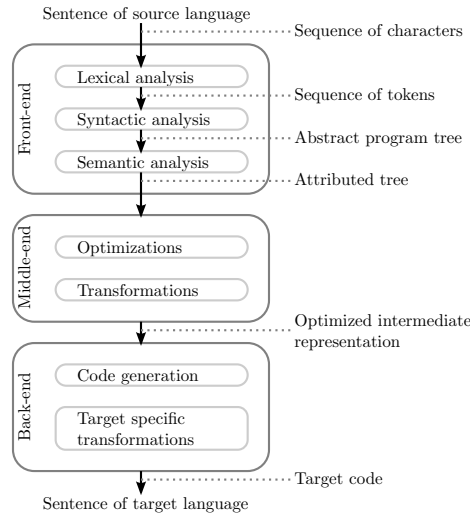 Sentence of source language
Sequence of characters
Front-end
Lexical analysis
Sequence of tokens
Syntactic analysis
Abstract program tree
Semantic analysis
Attributed tree
Middle-end
Optimizations
Transformations
Optimized intermediate
representation
Back-end
Code generation
Target specific
transformations
Target code
Sentence of target language